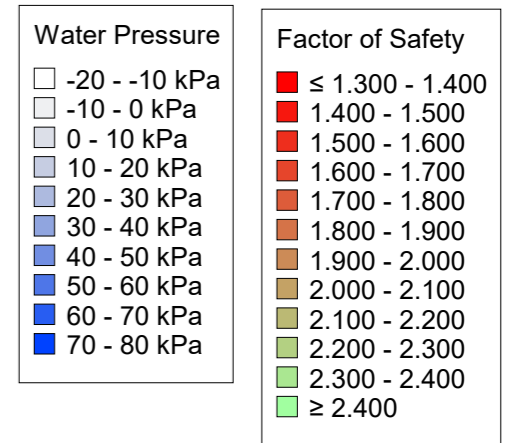 Water Pressure
-20 - -10 kPa
-10 - 0 kPa
0 - 10 kPa
10 - 20 kPa
20 - 30 kPa
30 - 40 kPa
40 - 50 kPa
50 - 60 kPa
60 - 70 kPa
70 - 80 kPa
Factor of Safety
≤ 1.300 - 1.400
1.400 - 1.500
1.500 - 1.600
1.600 - 1.700
1.700 - 1.800
1.800 - 1.900
1.900 - 2.000
2.000 - 2.100
2.100 - 2.200
2.200 - 2.300
2.300 - 2.400
≥ 2.400